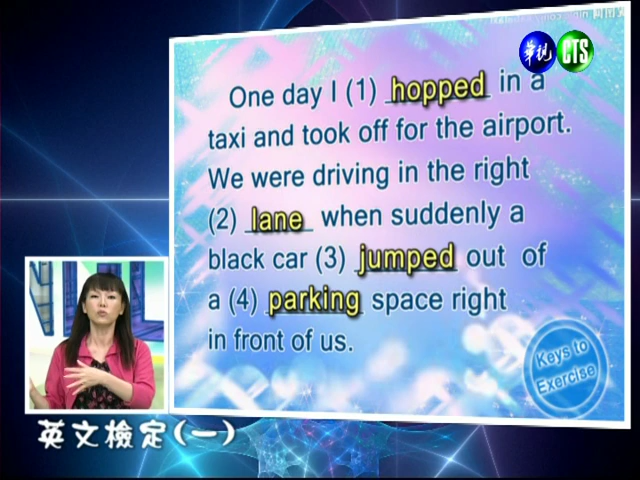 華視 CTS
One day I (1) hopped in a
taxi and took off for the airport.
We were driving in the right
(2) lane when suddenly a
black car (3) jumped out of
a (4) parking space right
in front of us.
Keys to
Exercise
英文檢定(一)